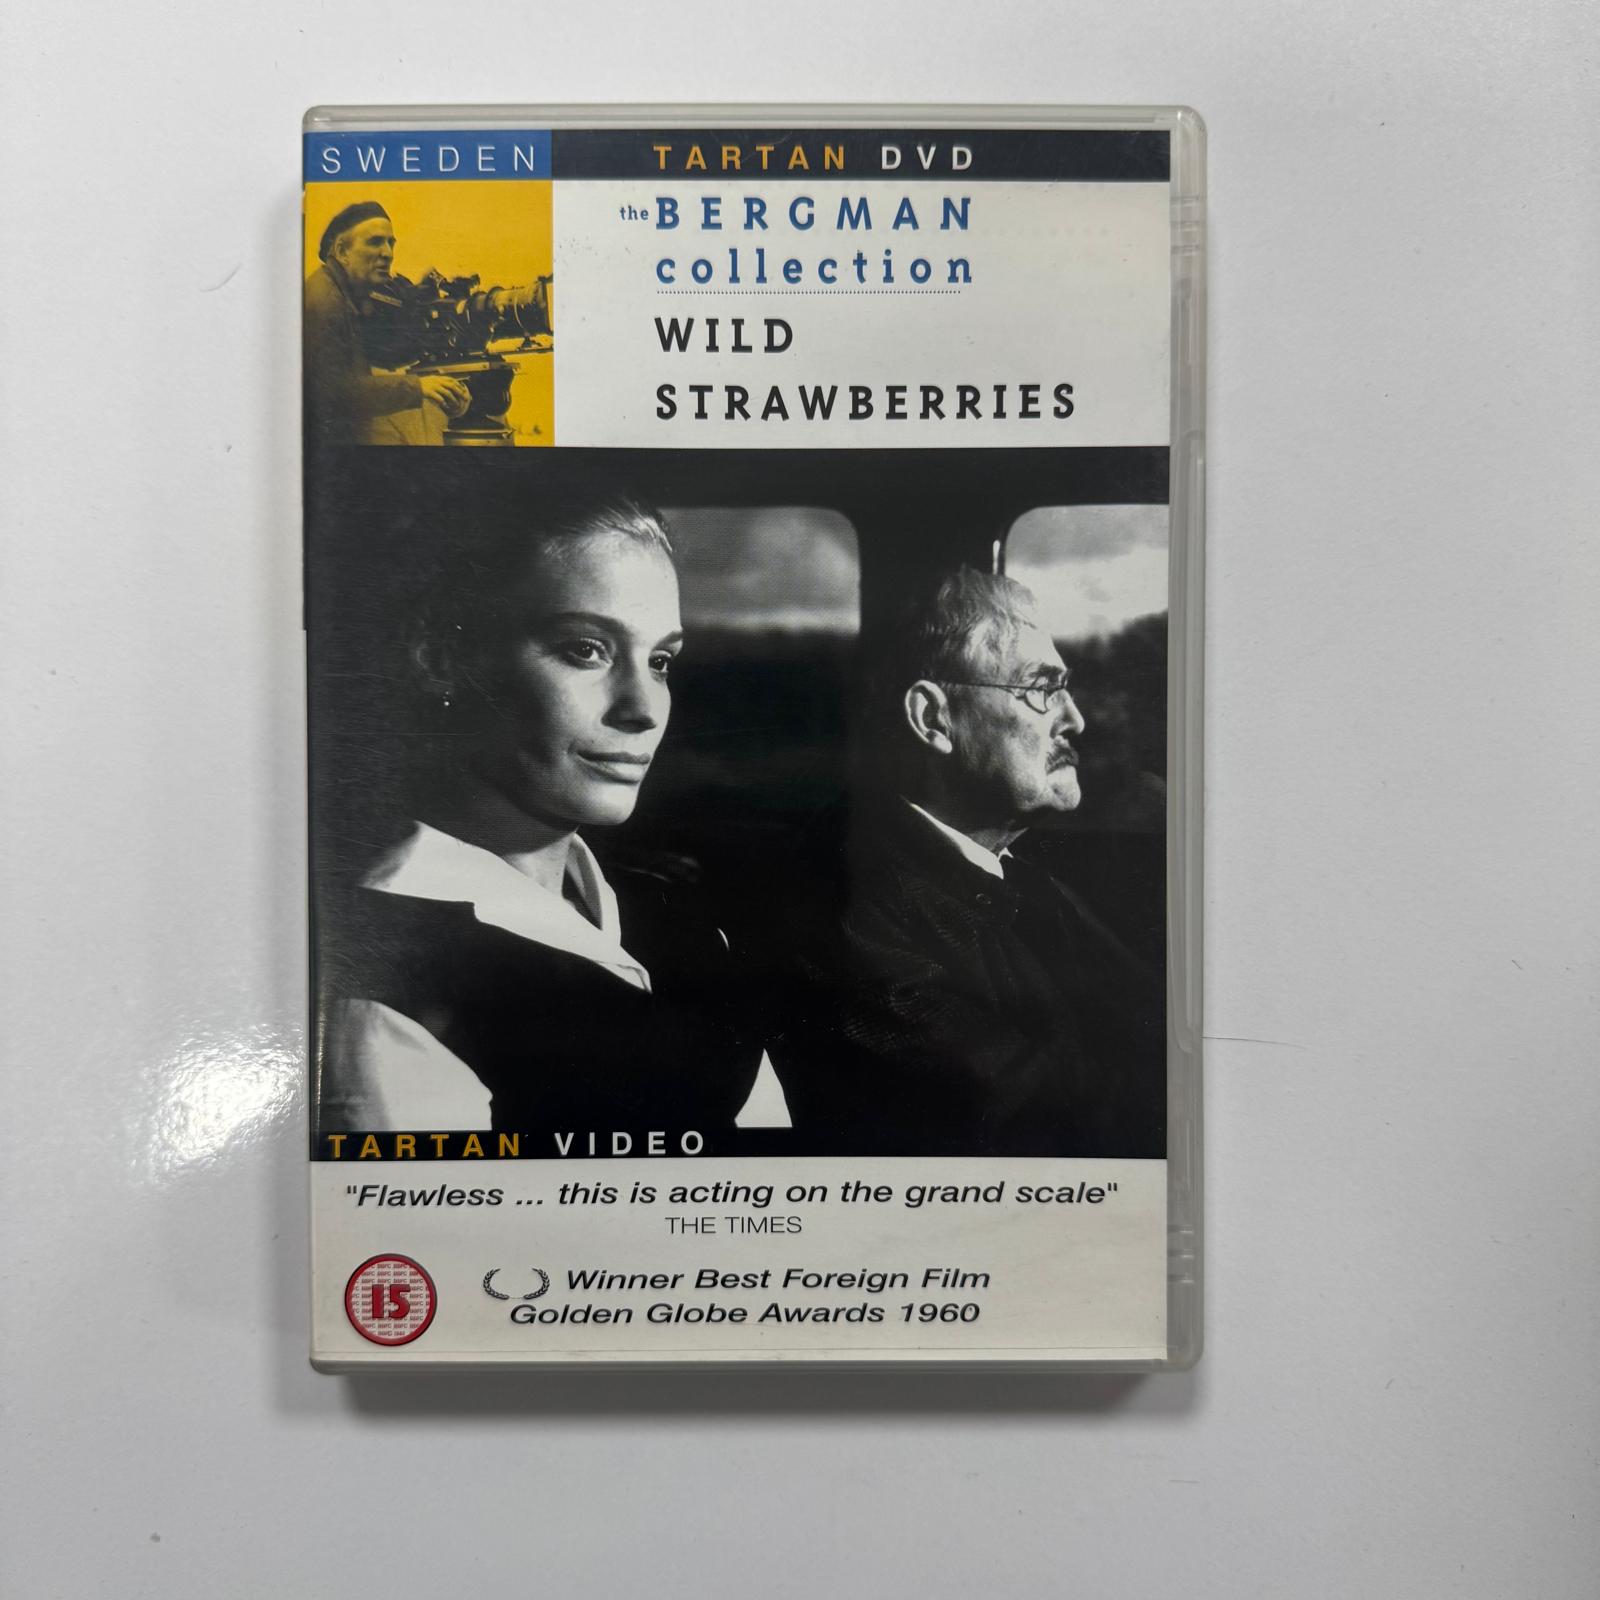 SWEDEN
TARTAN DVD
the BERGMAN
collection
WILD
STRAWBERRIES
TARTAN VIDEO
"Flawless ... this is acting on the grand scale"
THE TIMES
15
Winner Best Foreign Film
Golden Globe Awards 1960